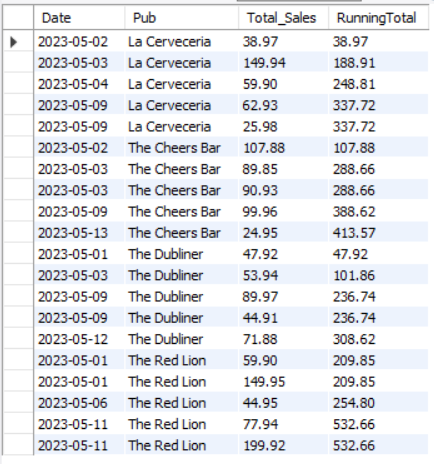 Date Pub Total_Sales RunningTotal
2023-05-02 La Cerveceria 38.97 38.97
2023-05-03 La Cerveceria 149.94 188.91
2023-05-04 La Cerveceria 59.90 248.81
2023-05-09 La Cerveceria 62.93 337.72
2023-05-09 La Cerveceria 25.98 337.72
2023-05-02 The Cheers Bar 107.88 107.88
2023-05-03 The Cheers Bar 89.85 288.66
2023-05-03 The Cheers Bar 90.93 288.66
2023-05-09 The Cheers Bar 99.96 388.62
2023-05-13 The Cheers Bar 24.95 413.57
2023-05-01 The Dubliner 47.92 47.92
2023-05-03 The Dubliner 53.94 101.86
2023-05-09 The Dubliner 89.97 236.74
2023-05-09 The Dubliner 44.91 236.74
2023-05-12 The Dubliner 71.88 308.62
2023-05-01 The Red Lion 59.90 209.85
2023-05-01 The Red Lion 149.95 209.85
2023-05-06 The Red Lion 44.95 254.80
2023-05-11 The Red Lion 77.94 532.66
2023-05-11 The Red Lion 199.92 532.66